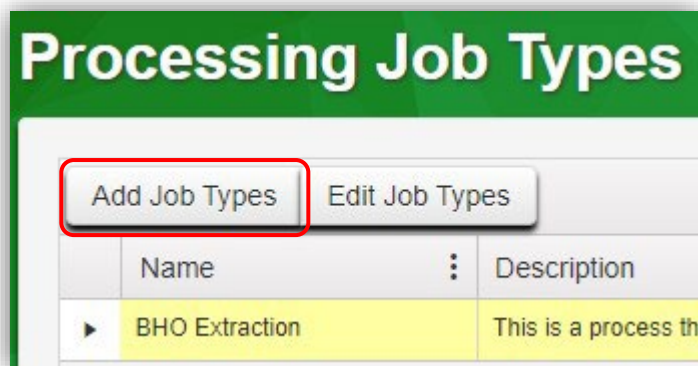 Processing Job Types
Add Job Types Edit Job Types
Name Description
BHO Extraction This is a process th